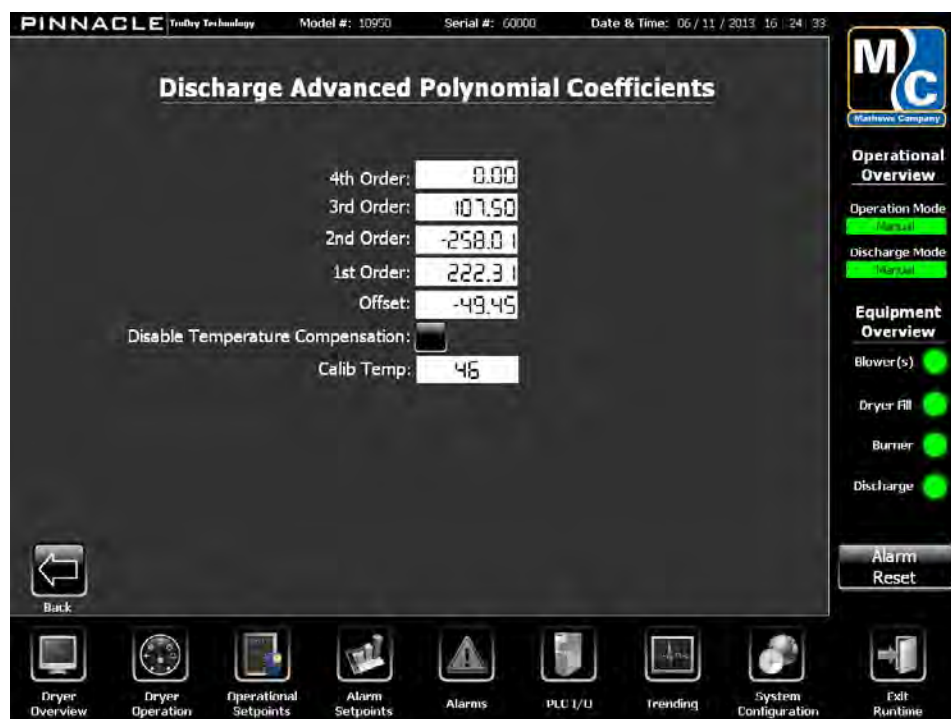 PINNACLE TruDry Technology Model #: 10950 Serial #: 60000 Date & Time: 06 / 11 / 2013 16 : 24 : 33
Discharge Advanced Polynomial Coefficients
4th Order: 0.00
3rd Order: 107.50
2nd Order: -258.01
1st Order: 222.31
Offset: -49.45
Disable Temperature Compensation:
Calib Temp: 46
Back
MC
Mathews Company
Operational
Overview
Operation Mode
Manual
Discharge Mode
Manual
Equipment
Overview
Blower(s)
Dryer Fill
Burner
Discharge
Alarm
Reset
Dryer
Overview
Dryer
Operation
Operational
Setpoints
Alarm
Setpoints
Alarms
PLC I/O
Trending
System
Configuration
Exit
Runtime